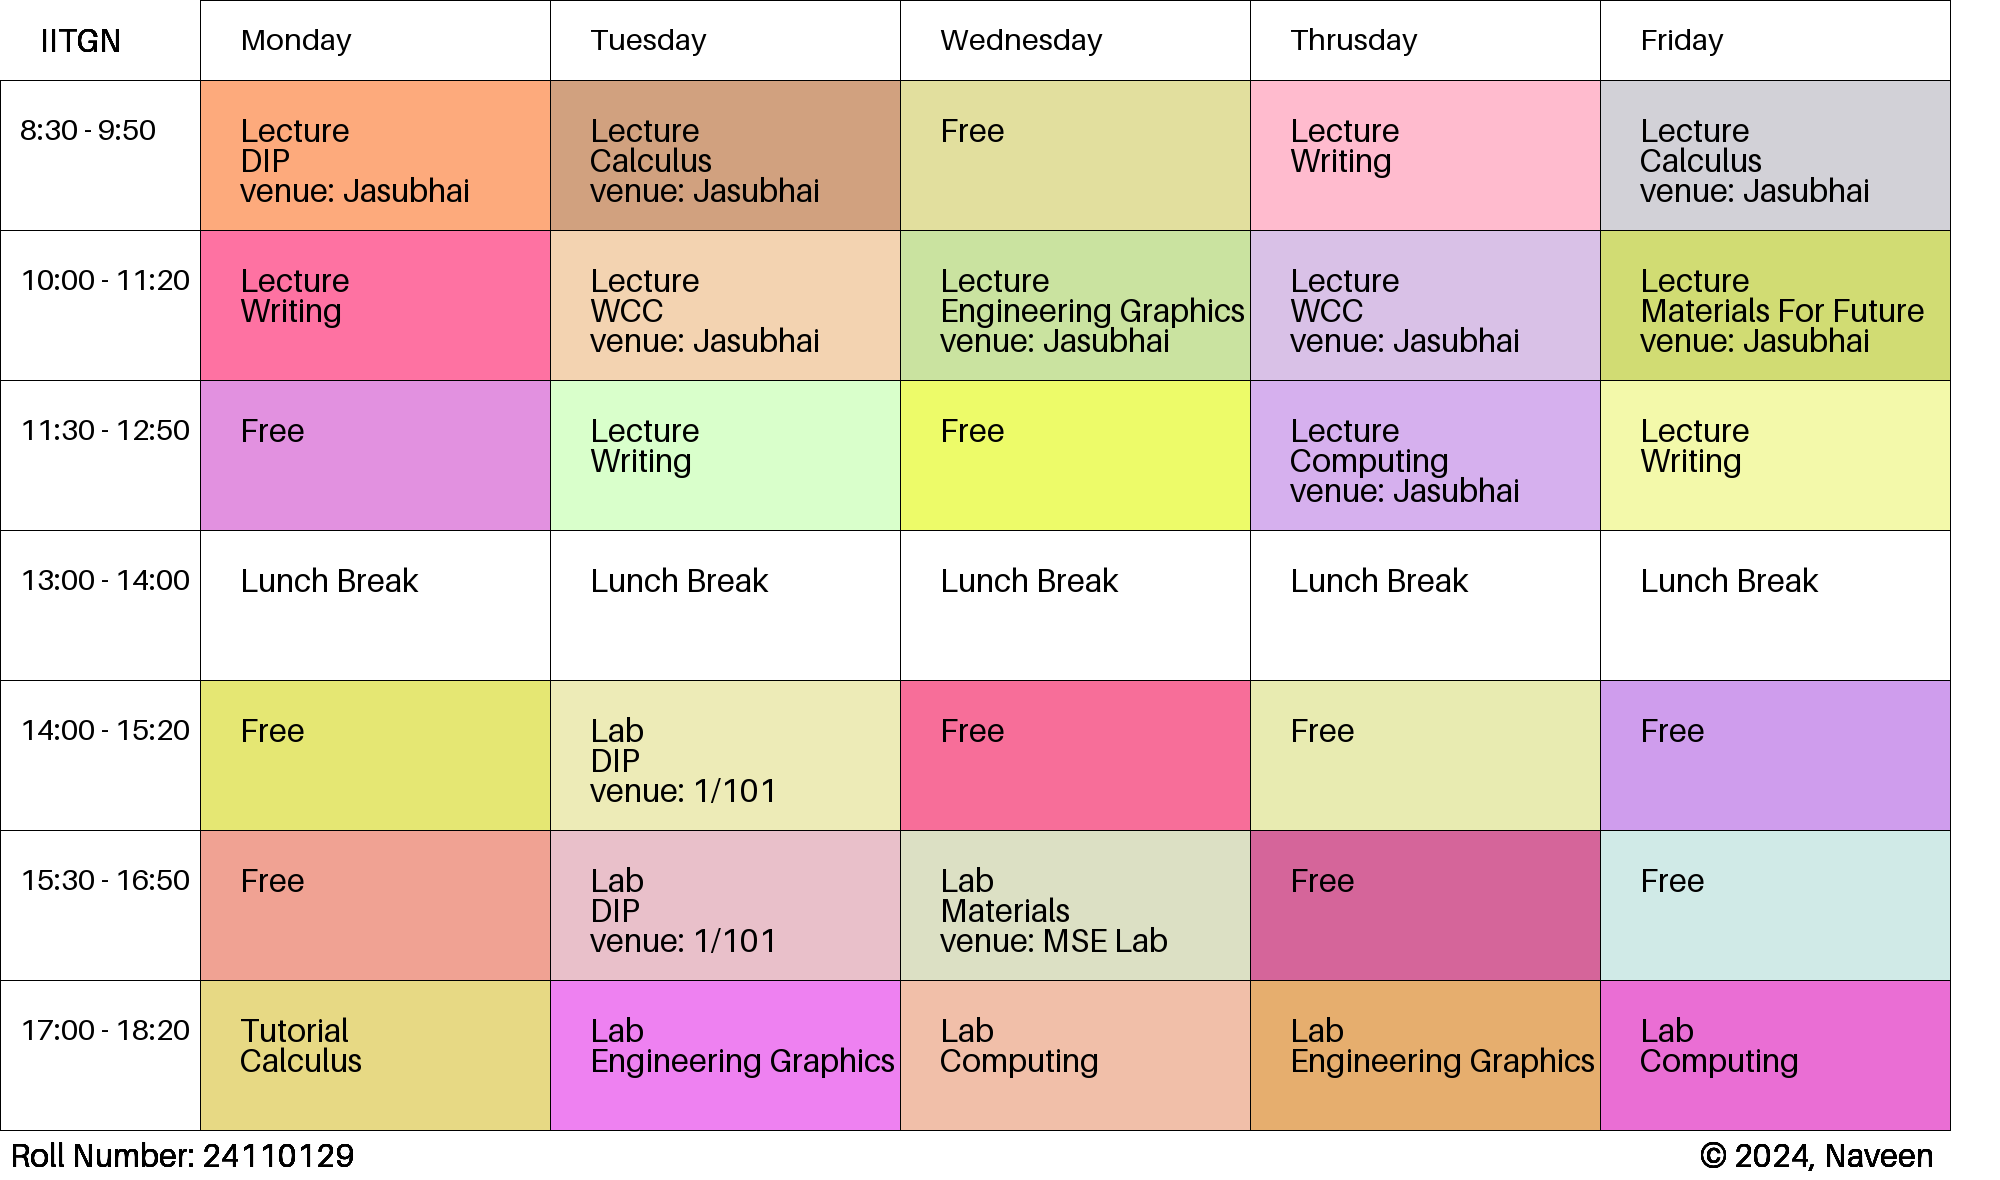 IITGN Monday Tuesday Wednesday Thrusday Friday
8:30 - 9:50
Lecture
DIP
venue: Jasubhai
Lecture
Calculus
venue: Jasubhai
Free
Lecture
Writing
Lecture
Calculus
venue: Jasubhai
10:00 - 11:20
Lecture
Writing
Lecture
WCC
venue: Jasubhai
Lecture
Engineering Graphics
venue: Jasubhai
Lecture
WCC
venue: Jasubhai
Lecture
Materials For Future
venue: Jasubhai
11:30 - 12:50
Free
Lecture
Writing
Free
Lecture
Computing
venue: Jasubhai
Lecture
Writing
13:00 - 14:00
Lunch Break
Lunch Break
Lunch Break
Lunch Break
Lunch Break
14:00 - 15:20
Free
Lab
DIP
venue: 1/101
Free
Free
Free
15:30 - 16:50
Free
Lab
DIP
venue: 1/101
Lab
Materials
venue: MSE Lab
Free
Free
17:00 - 18:20
Tutorial
Calculus
Lab
Engineering Graphics
Lab
Computing
Lab
Engineering Graphics
Lab
Computing
Roll Number: 24110129
© 2024, Naveen